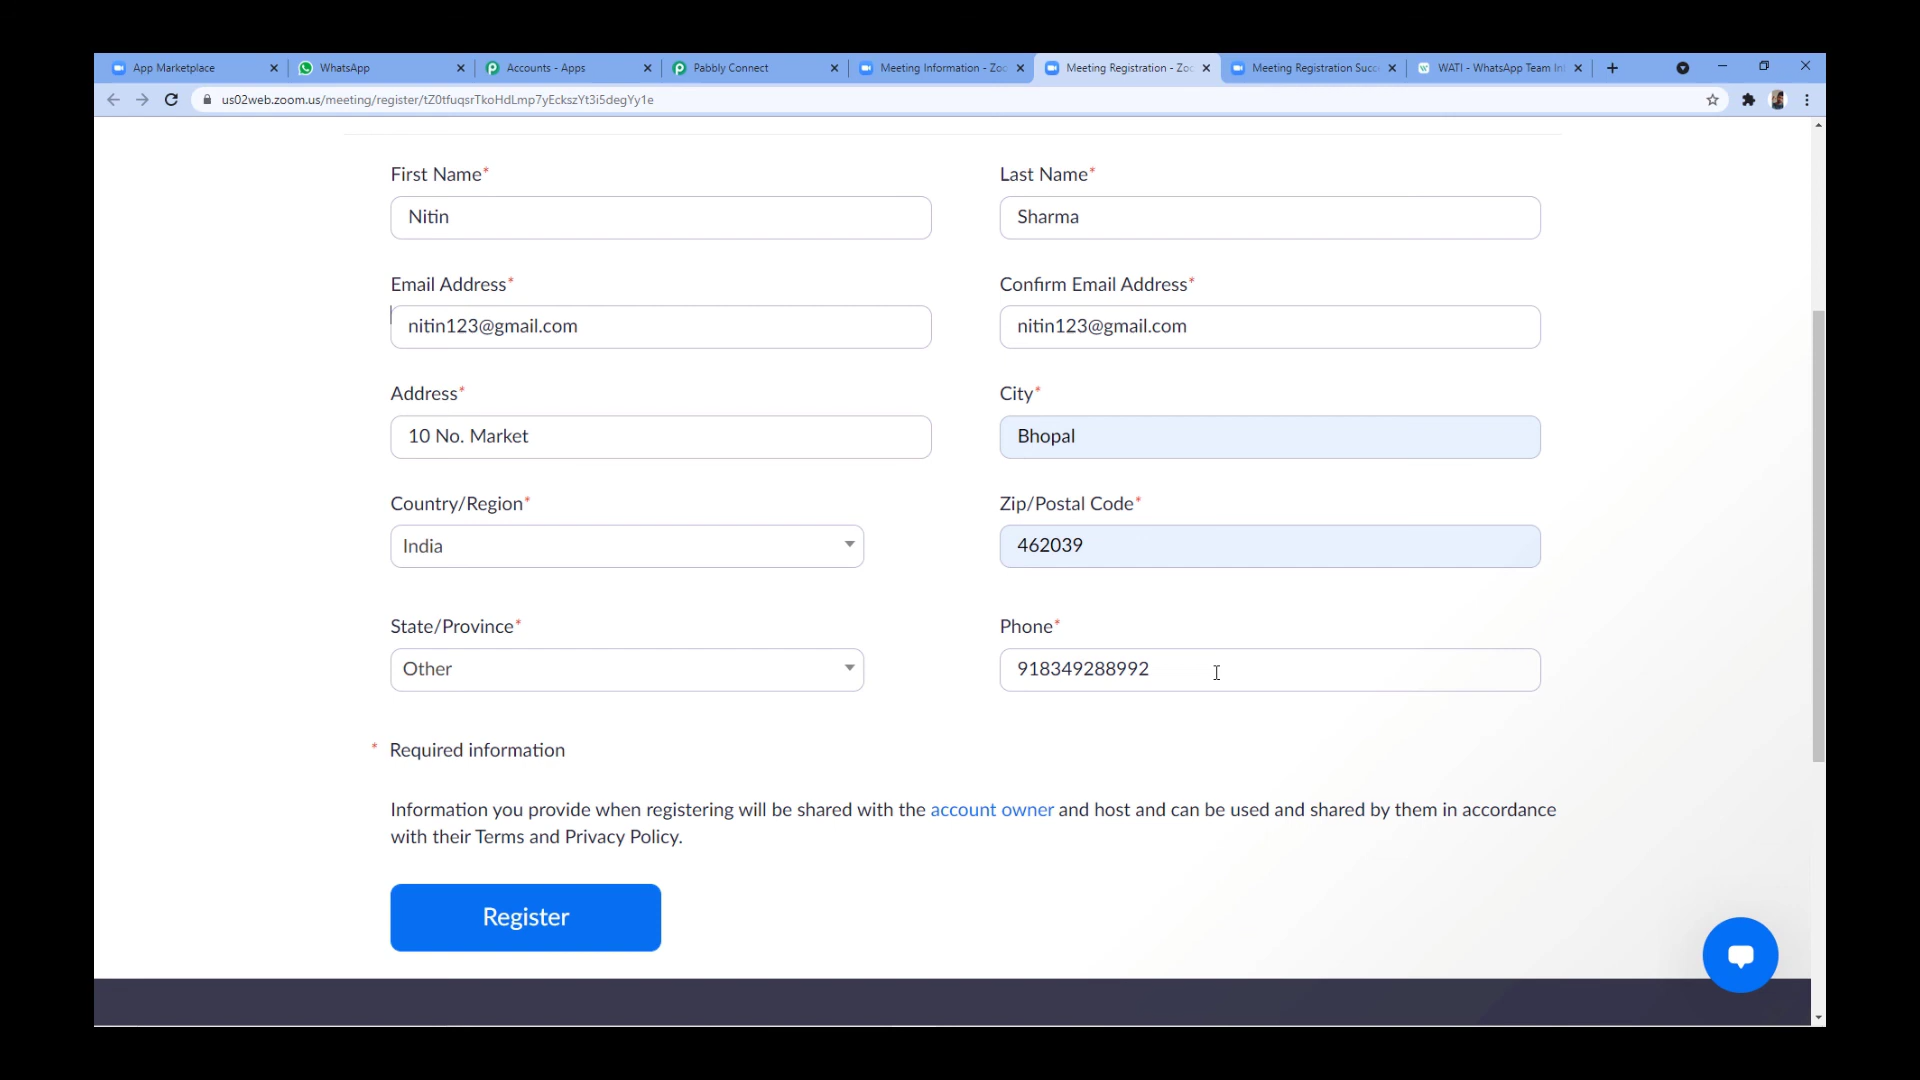 App Marketplace
WhatsApp
Accounts - Apps
Pabbly Connect
Meeting Information - Zoo
Meeting Registration - Zoo
Meeting Registration Succ
WATI - WhatsApp Team In
us02web.zoom.us/meeting/register/tZ0tfuqsrTkoHdLmp7yEckszYt3i5degYy1e
First Name*
Last Name*
Nitin
Sharma
Email Address*
Confirm Email Address*
nitin123@gmail.com
nitin123@gmail.com
Address*
City*
10 No. Market
Bhopal
Country/Region*
Zip/Postal Code*
India
462039
State/Province*
Phone*
Other
918349288992
* Required information
Information you provide when registering will be shared with the account owner and host and can be used and shared by them in accordance
with their Terms and Privacy Policy.
Register